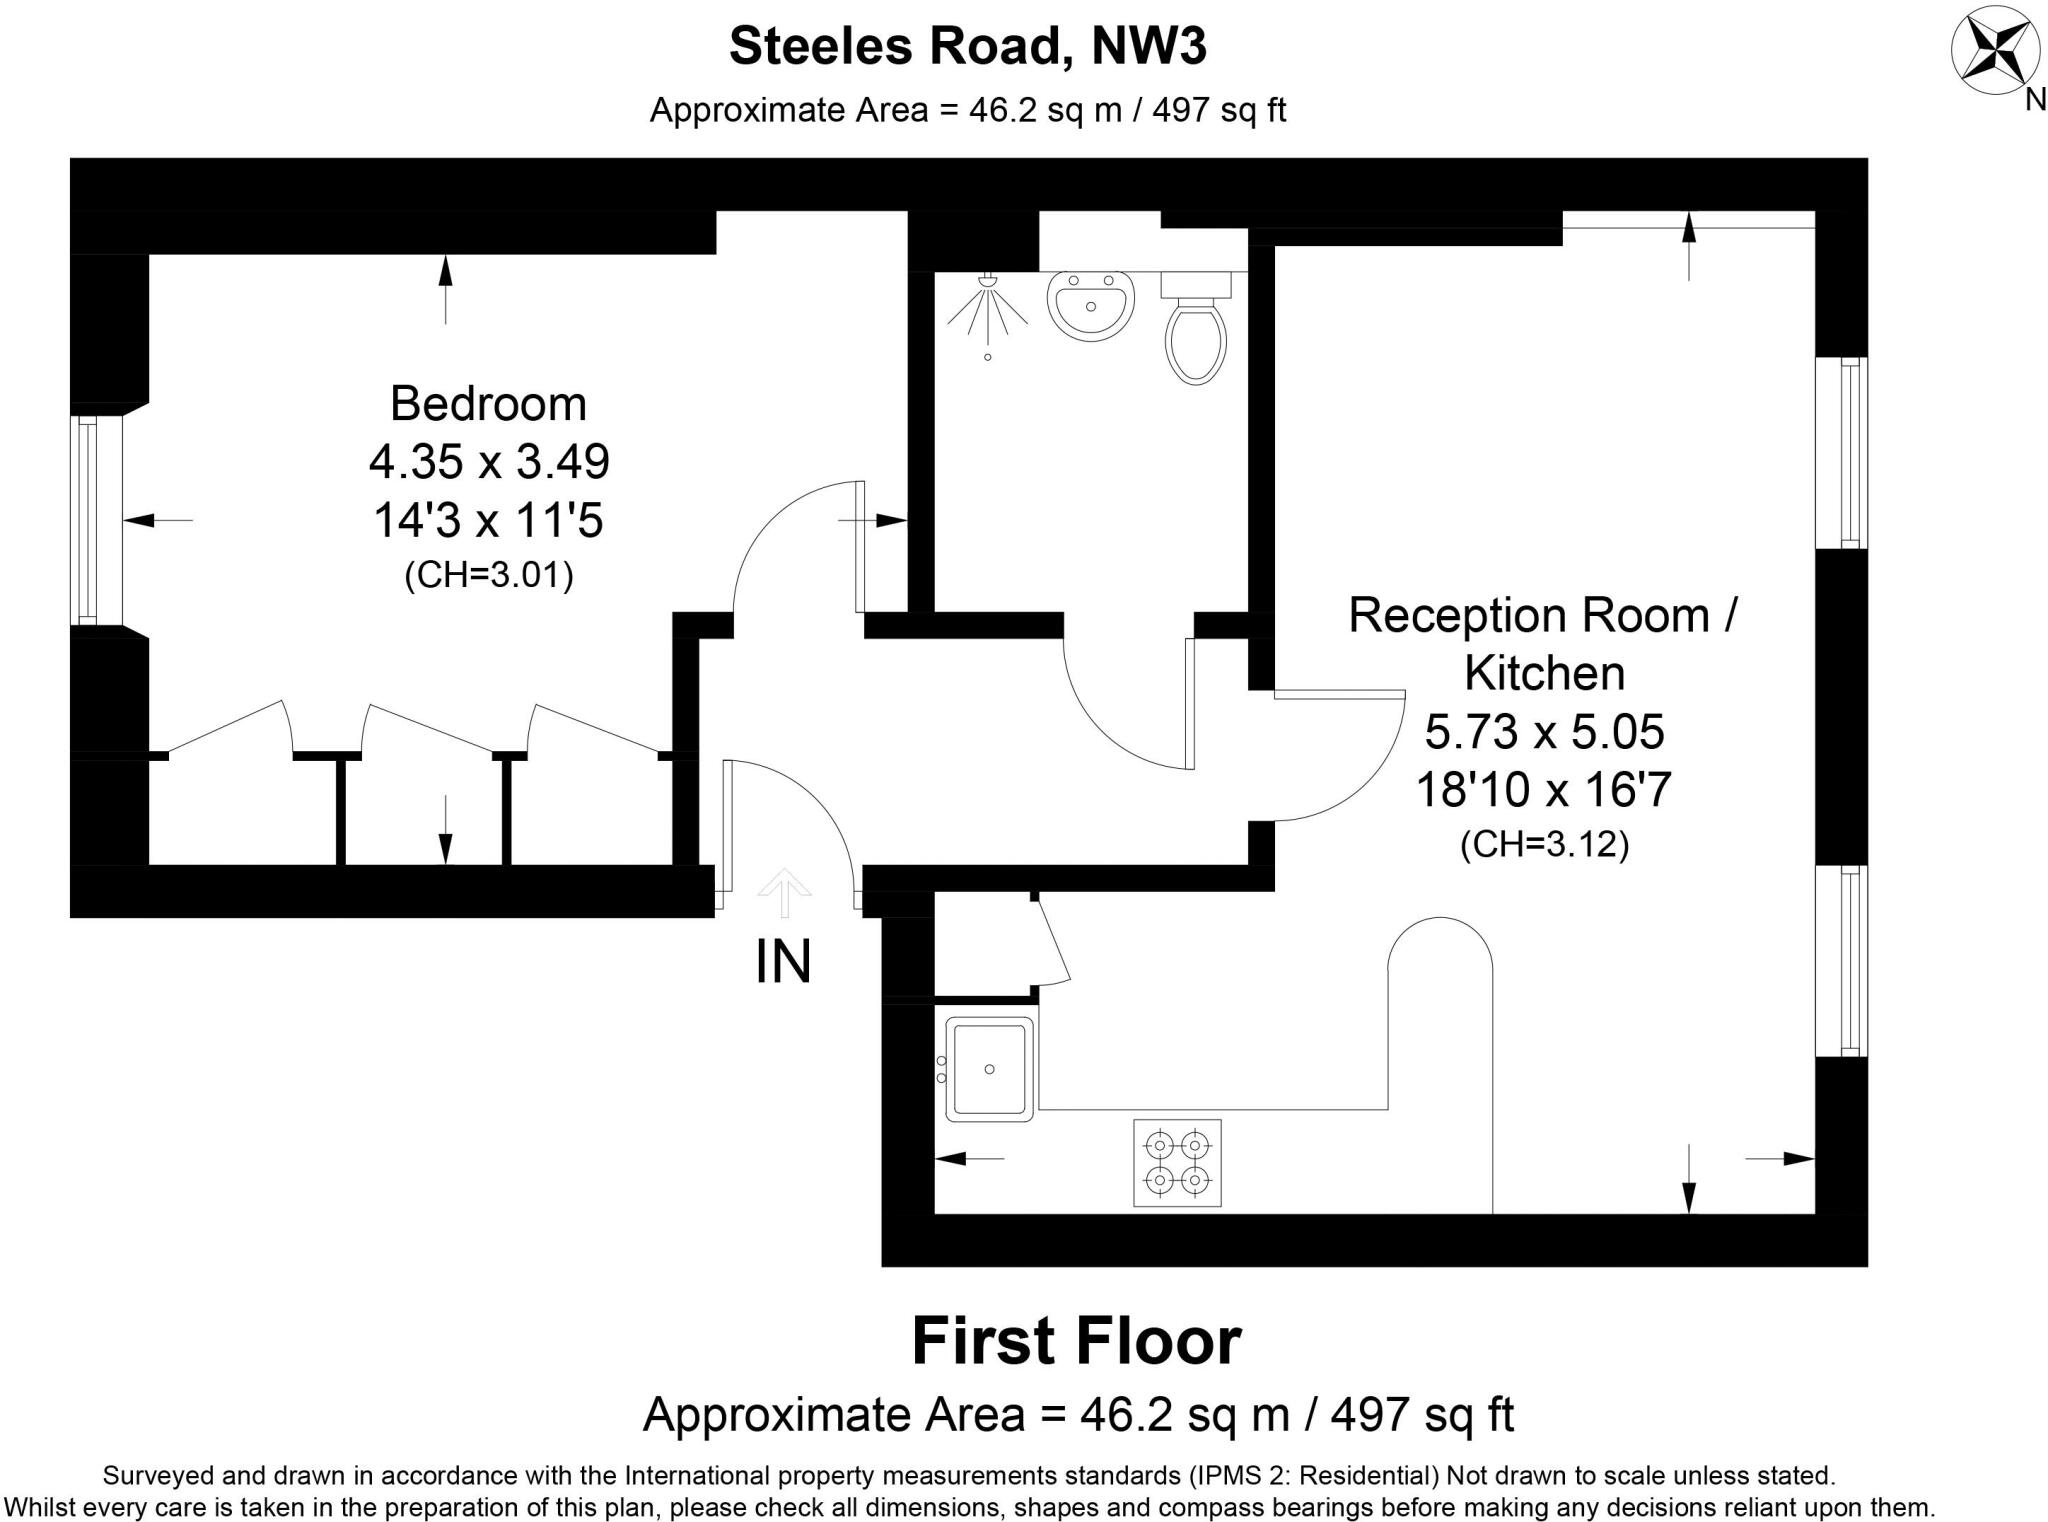 Steeles Road, NW3
Approximate Area = 46.2 sq m / 497 sq ft
N
Bedroom
4.35 x 3.49
14'3 x 11'5
(CH=3.01)
Reception Room /
Kitchen
5.73 x 5.05
18'10 x 16'7
(CH=3.12)
IN
First Floor
Approximate Area = 46.2 sq m / 497 sq ft
Surveyed and drawn in accordance with the International property measurements standards (IPMS 2: Residential) Not drawn to scale unless stated.
Whilst every care is taken in the preparation of this plan, please check all dimensions, shapes and compass bearings before making any decisions reliant upon them.